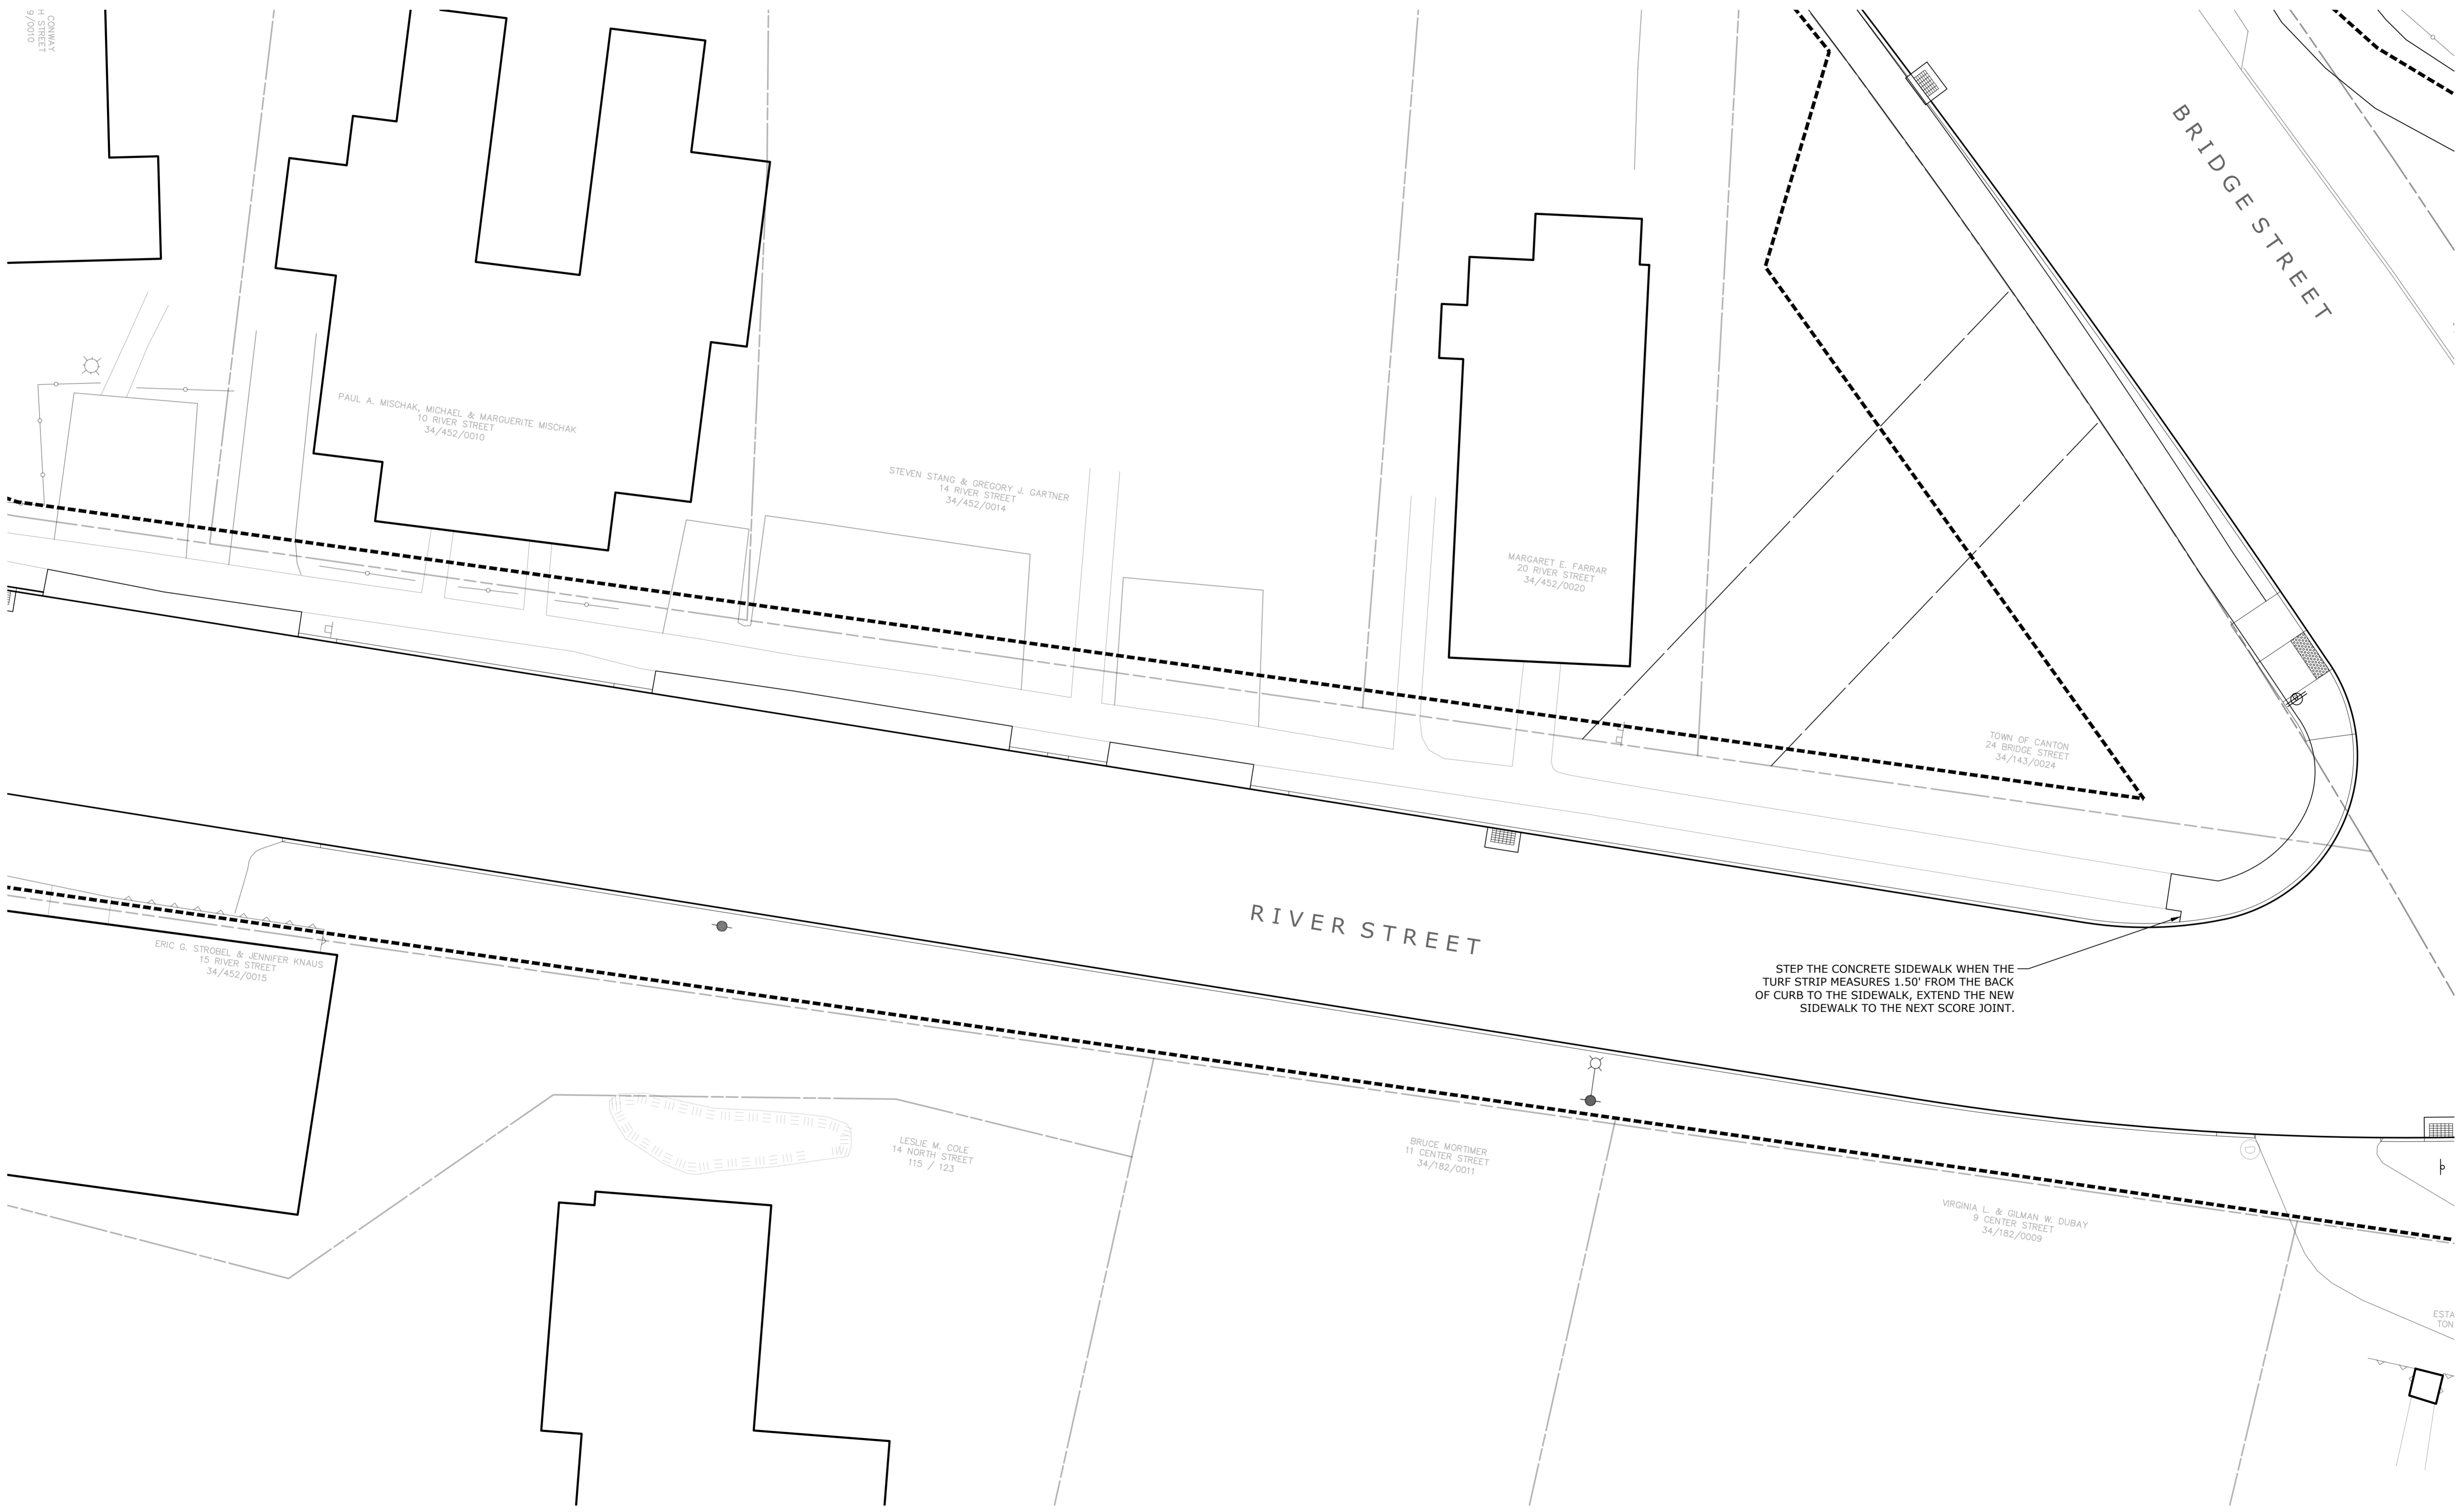 CONWAY
H STREET
9/0010
BRIDGE STREET
PAUL A. MISCHAK, MICHAEL & MARGUERITE MISCHAK
10 RIVER STREET
34/452/0010
STEVEN STANG & GREGORY J. GARTNER
14 RIVER STREET
34/452/0014
MARGARET E. FARRAR
20 RIVER STREET
34/452/0020
TOWN OF CANTON
24 BRIDGE STREET
34/143/0024
RIVER STREET
ERIC G. STROBEL & JENNIFER KNAUS
15 RIVER STREET
34/452/0015
STEP THE CONCRETE SIDEWALK WHEN THE
TURF STRIP MEASURES 1.50' FROM THE BACK
OF CURB TO THE SIDEWALK, EXTEND THE NEW
SIDEWALK TO THE NEXT SCORE JOINT.
LESLIE M. COLE
14 NORTH STREET
115 / 123
BRUCE MORTIMER
11 CENTER STREET
34/182/0011
D
VIRGINIA L. & GILMAN W. DUBAY
9 CENTER STREET
34/182/0009
ESTA
TON